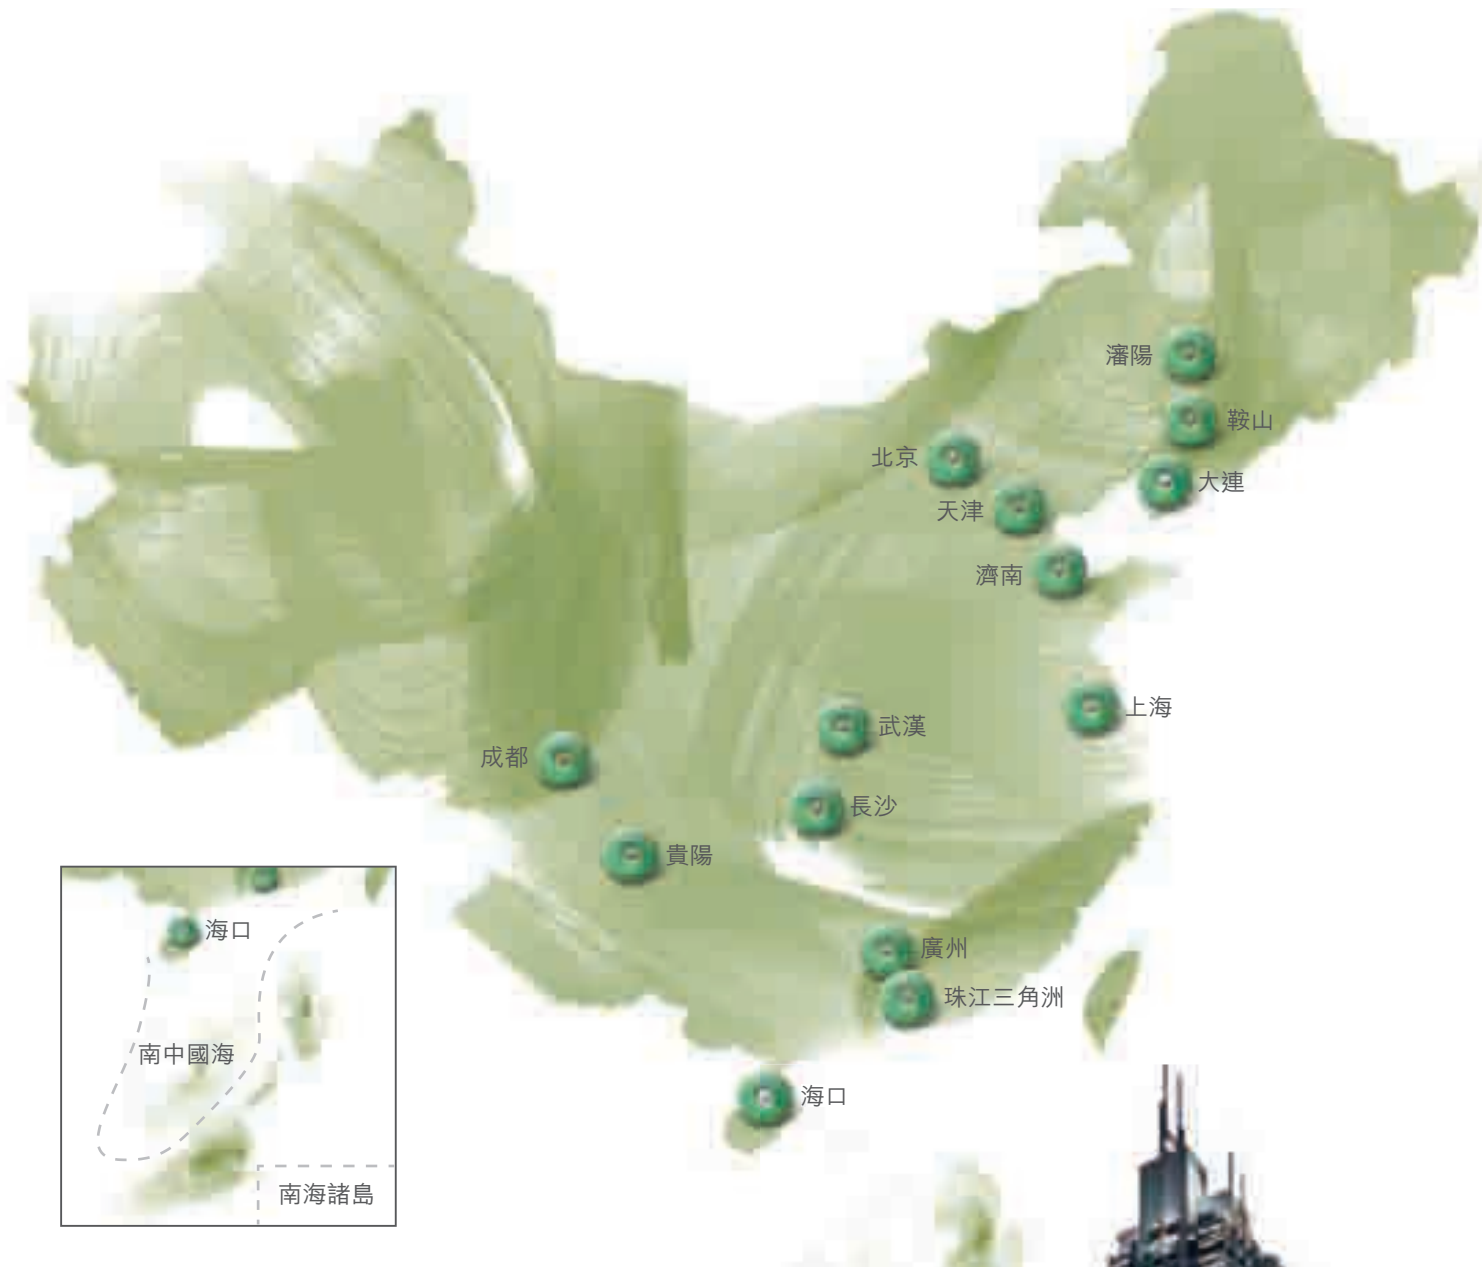 瀋陽
鞍山
北京
大連
天津
濟南
上海
武漢
成都
長沙
貴陽
海口
廣州
珠江三角洲
南中國海
海口
南海諸島